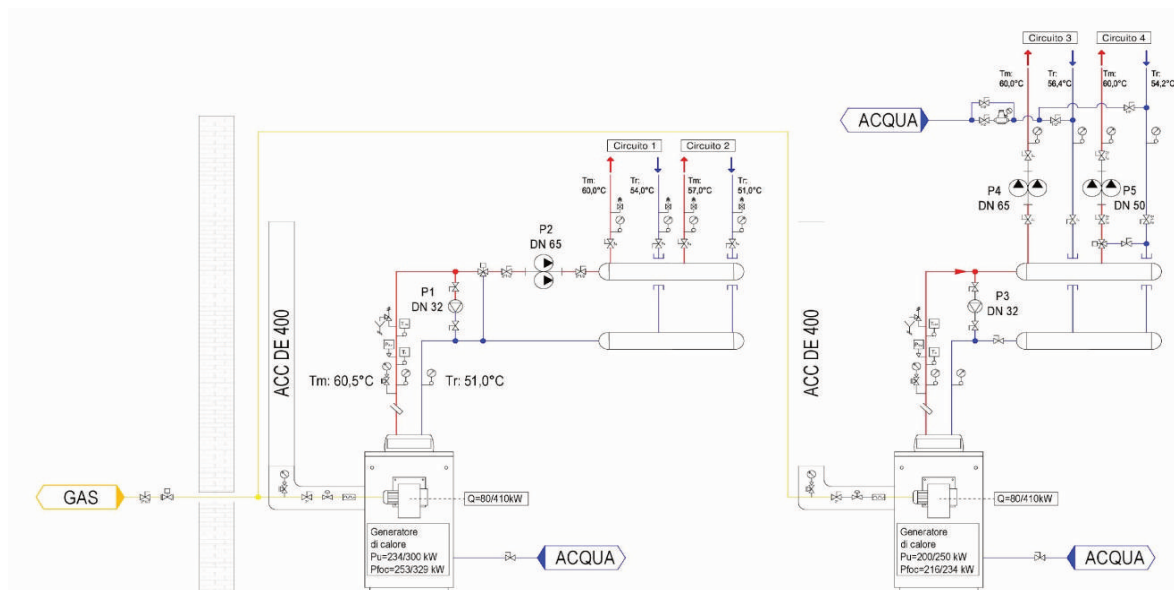 Circuito 3
Circuito 4
Tm:
60,0°C
Tr:
56,4°C
Tm:
60,0°C
Tr:
54,2°C
ACQUA
Circuito 1
Circuito 2
Tm:
60,0°C
Tr:
54,0°C
Tm:
57,0°C
Tr:
51,0°C
P4
DN 65
P5
DN 50
P2
DN 65
P1
DN 32
P3
DN 32
ACC DE 400
ACC DE 400
Tm: 60,5°C
Tr: 51,0°C
GAS
Q=80/410kW
Q=80/410kW
Generatore
di calore
Pu=234/300 kW
Pfoc=253/329 kW
ACQUA
Generatore
di calore
Pu=200/250 kW
Pfoc=216/234 kW
ACQUA